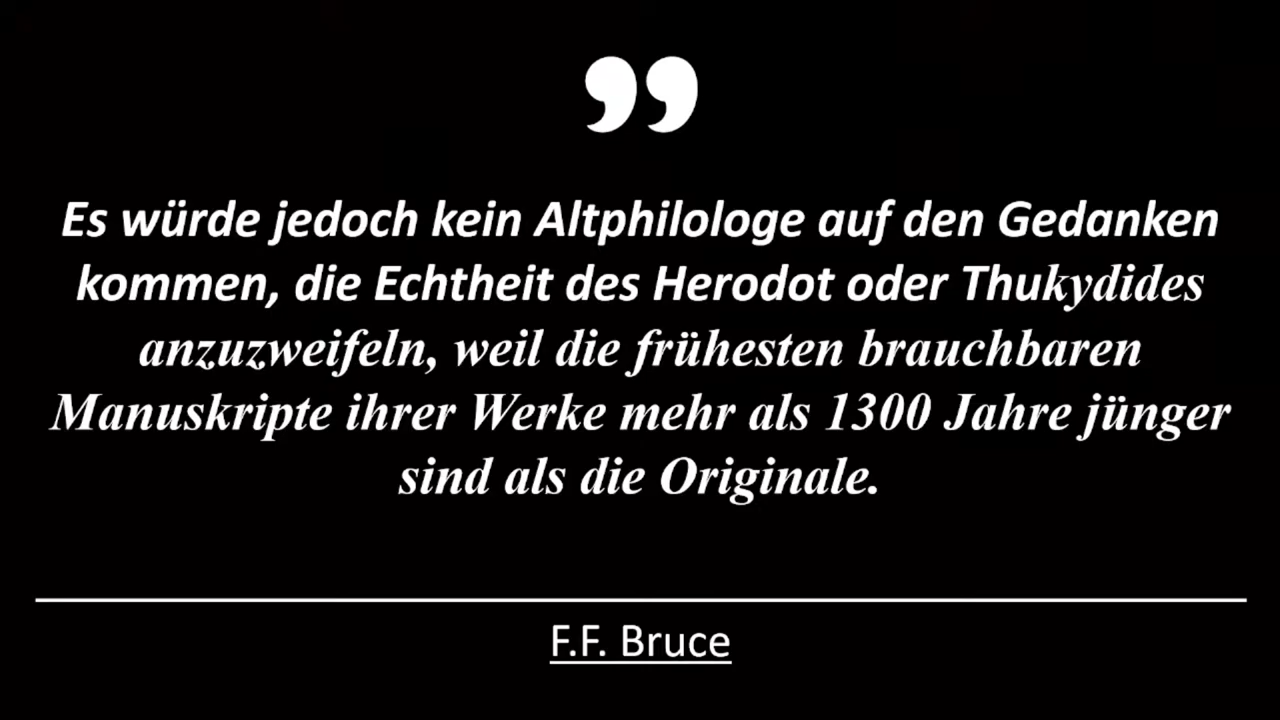 ”
Es würde jedoch kein Altphilologe auf den Gedanken
kommen, die Echtheit des Herodot oder Thukydides
anzuzweifeln, weil die frühesten brauchbaren
Manuskripte ihrer Werke mehr als 1300 Jahre jünger
sind als die Originale.
F.F. Bruce